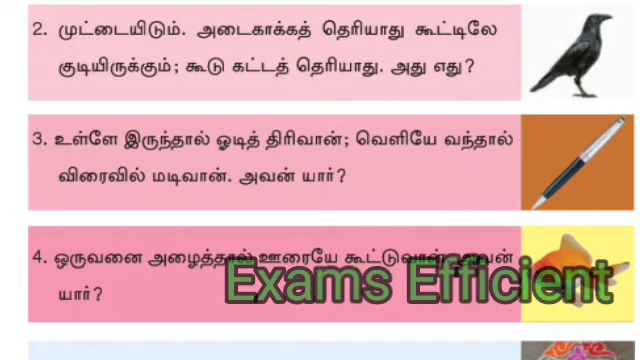 2. முட்டையிடும். அடைகாக்கத் தெரியாது கூட்டிலே
குடியிருக்கும்; கூடு கட்டத் தெரியாது. அது எது?
3. உள்ளே இருந்தால் ஓடித் திரிவான்; வெளியே வந்தால்
விரைவில் மடிவான். அவன் யார்?
4. ஒருவனை அழைத்தால் ஊரையே கூட்டுவான். அவன்
யார்?
Exams Efficient